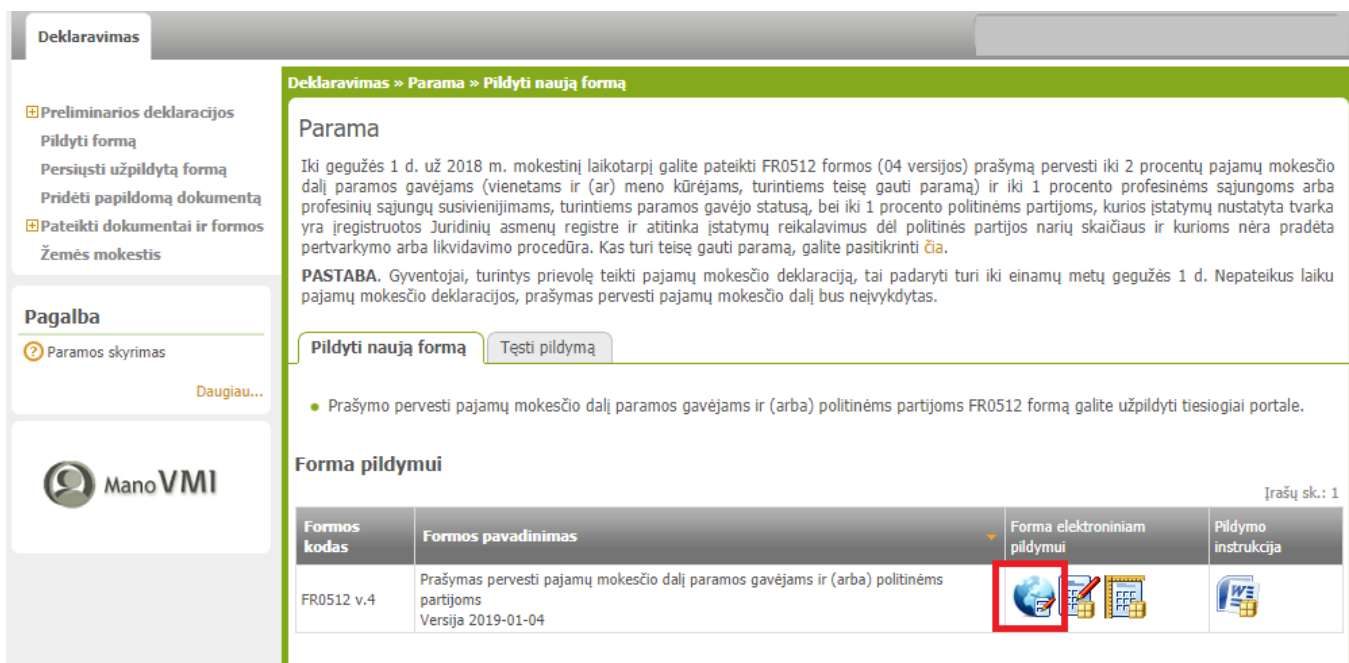 Deklaravimas
Preliminarios deklaracijos
Pildyti formą
Persiųsti užpildytą formą
Pridėti papildomą dokumentą
Pateikti dokumentai ir formos
Žemės mokestis
Pagalba
Paramos skyrimas
Daugiau...
Mano VMI
Deklaravimas » Parama » Pildyti naują formą
Parama
Iki gegužės 1 d. už 2018 m. mokestinį laikotarpį galite pateikti FR0512 formos (04 versijos) prašymą pervesti iki 2 procentų pajamų mokesčio
dalį paramos gavėjams (vienetams ir (ar) meno kūrėjams, turintiems teisę gauti paramą) ir iki 1 procento profesinėms sąjungoms arba
profesinių sąjungų susivienijimams, turintiems paramos gavėjo statusą, bei iki 1 procento politinėms partijoms, kurios įstatymų nustatyta tvarka
yra įregistruotos Juridinių asmenų registre ir atitinka įstatymų reikalavimus dėl politinės partijos narių skaičiaus ir kurioms nėra pradėta
pertvarkymo arba likvidavimo procedūra. Kas turi teisę gauti paramą, galite pasitikrinti čia.
PASTABA. Gyventojai, turintys prievolę teikti pajamų mokesčio deklaraciją, tai padaryti turi iki einamų metų gegužės 1 d. Nepateikus laiku
pajamų mokesčio deklaracijos, prašymas pervesti pajamų mokesčio dalį bus neįvykdytas.
Pildyti naują formą
Tęsti pildymą
Prašymo pervesti pajamų mokesčio dalį paramos gavėjams ir (arba) politinėms partijoms FR0512 formą galite užpildyti tiesiogiai portale.
Forma pildymui
Įrašų sk.: 1
Formos kodas
Formos pavadinimas
Forma elektroniniam
pildymui
Pildymo
instrukcija
FR0512 v.4
Prašymas pervesti pajamų mokesčio dalį paramos gavėjams ir (arba) politinėms
partijoms
Versija 2019-01-04